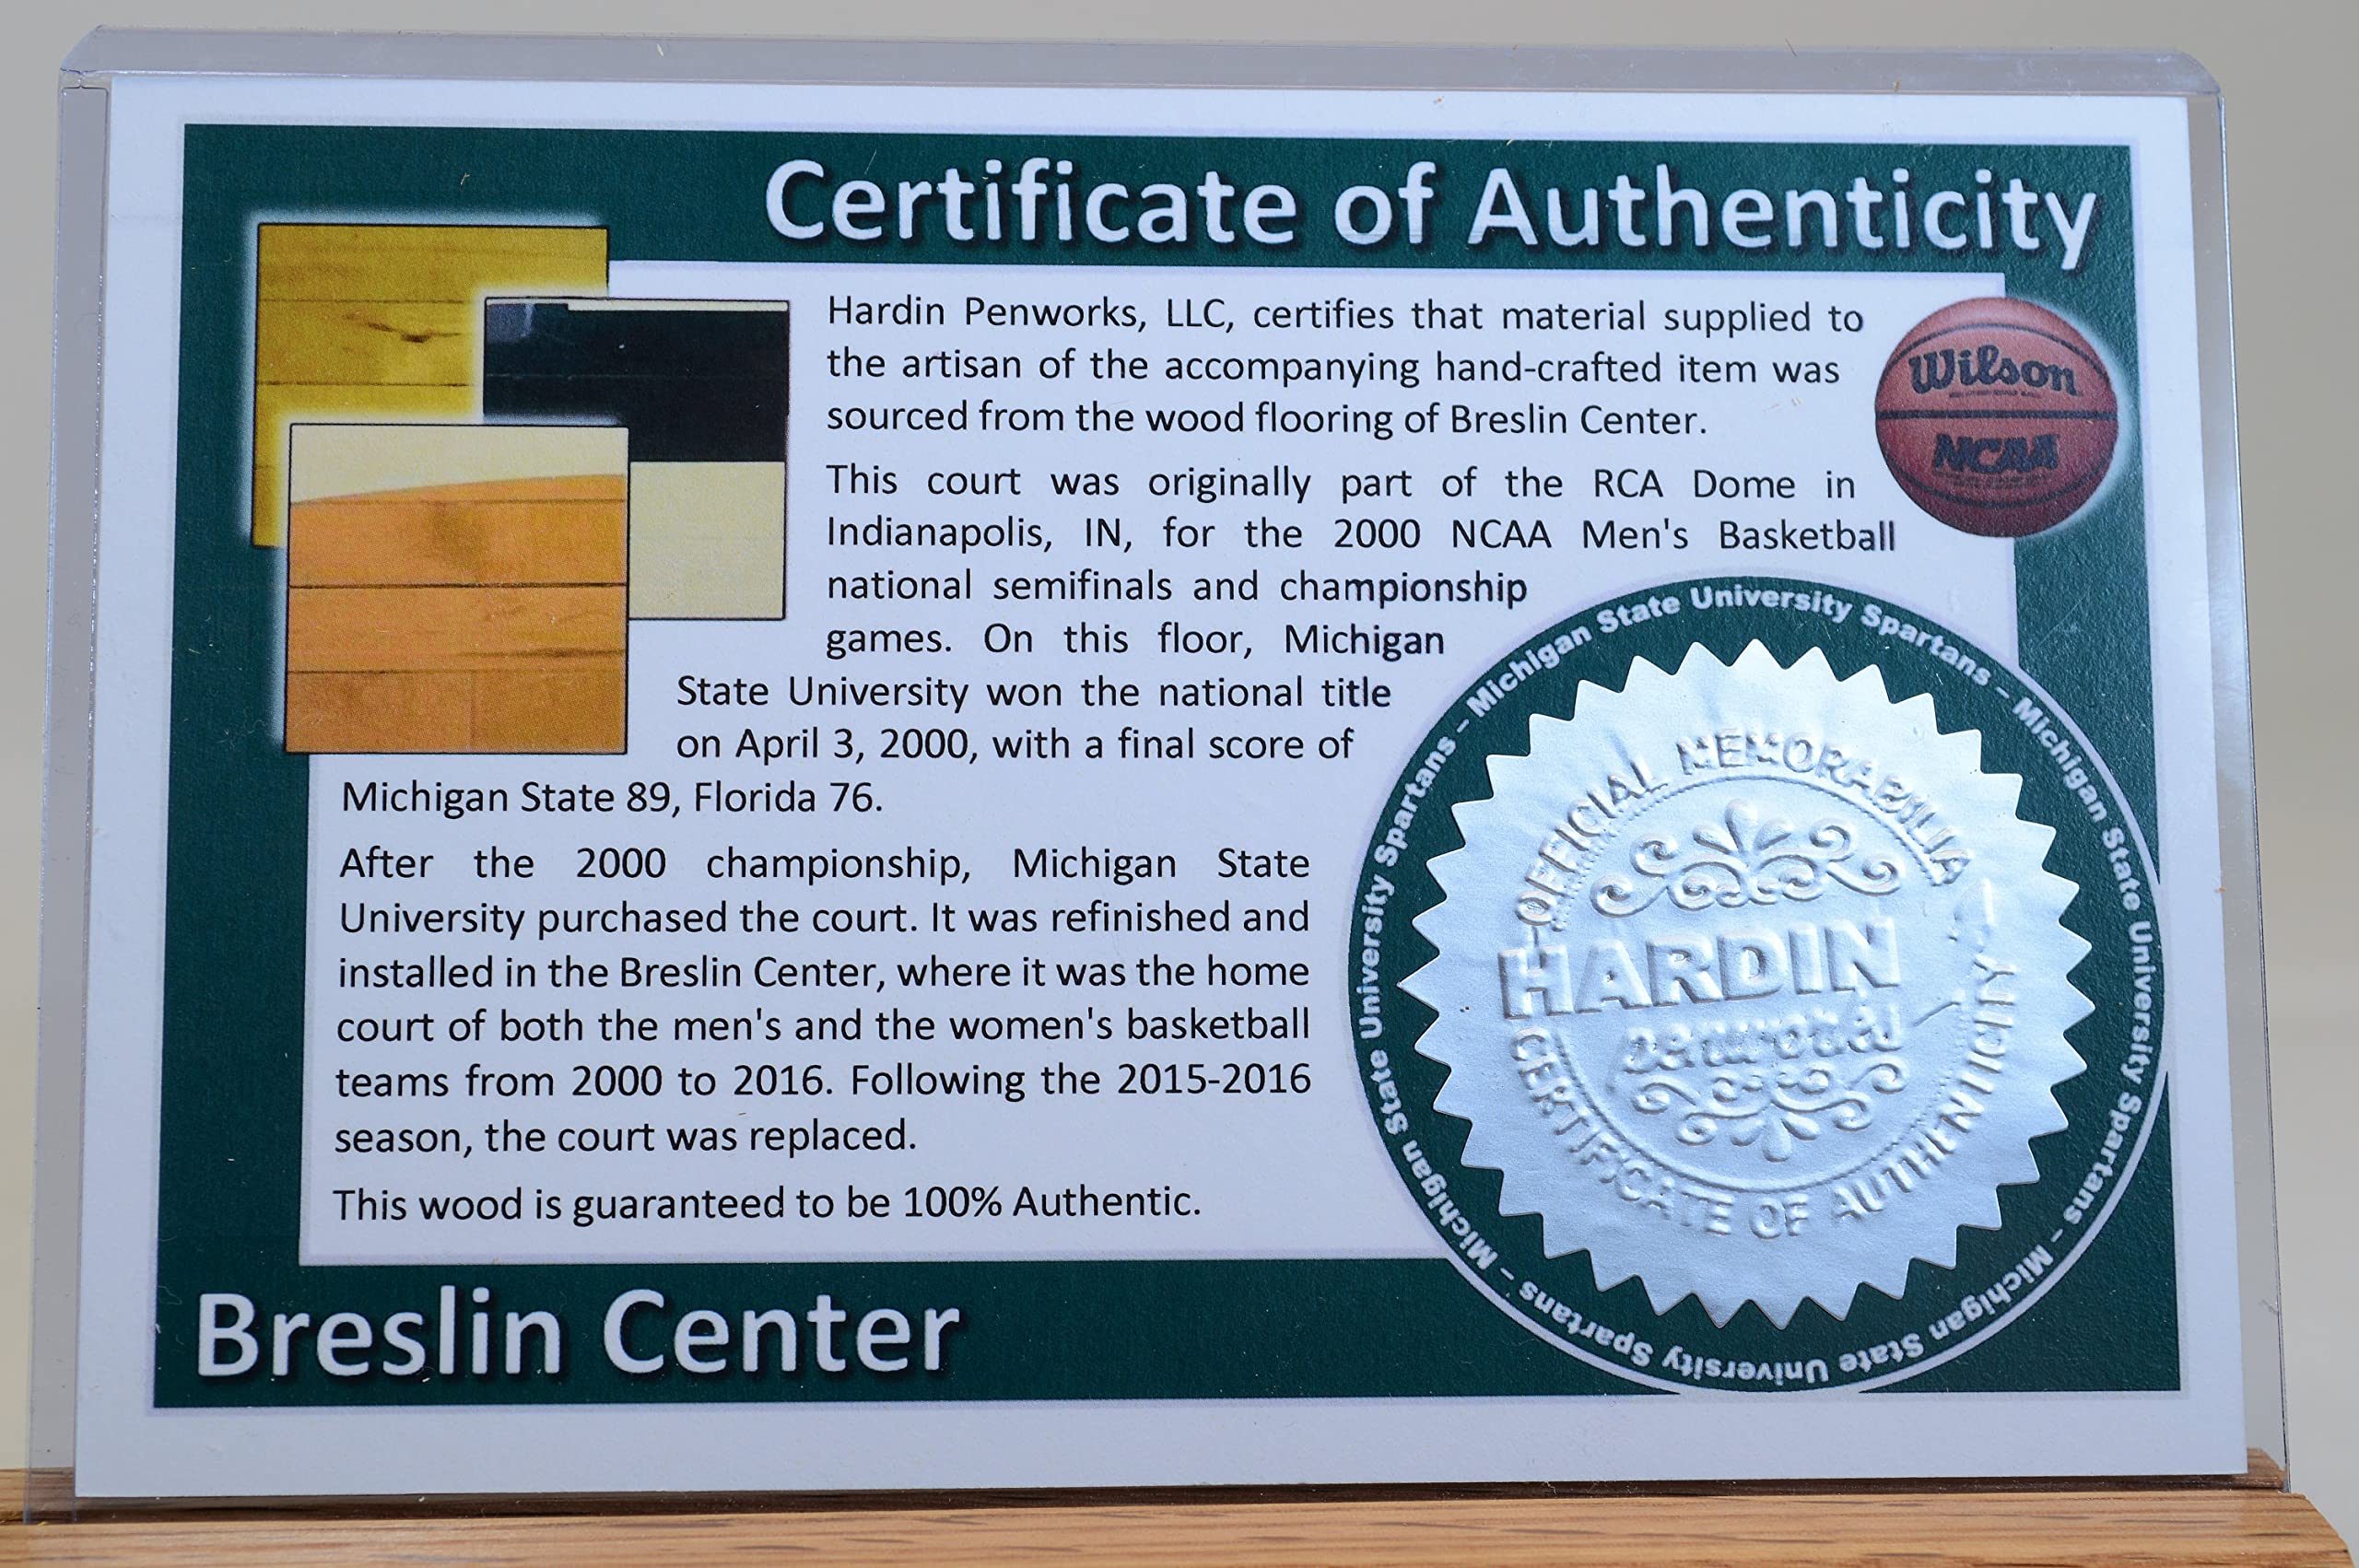 Certificate of Authenticity
Hardin Penworks, LLC, certifies that material supplied to
the artisan of the accompanying hand-crafted item was
sourced from the wood flooring of Breslin Center.
This court was originally part of the RCA Dome in
Indianapolis, IN, for the 2000 NCAA Men's Basketball
national semifinals and championship
games. On this floor, Michigan
State University won the national title
on April 3, 2000, with a final score of
Michigan State 89, Florida 76.
After the 2000 championship, Michigan State
University purchased the court. It was refinished and
installed in the Breslin Center, where it was the home
court of both the men's and the women's basketball
teams from 2000 to 2016. Following the 2015-2016
season, the court was replaced.
This wood is guaranteed to be 100% Authentic.
Wilson
NCAA
Michigan State University Spartans – Michigan State University Spartans – Michigan State University Spartans – Michigan State University Spartans –
OFFICIAL MEMORABILIA
HARDIN
penworks
CERTIFICATE OF AUTHENTICITY
Breslin Center